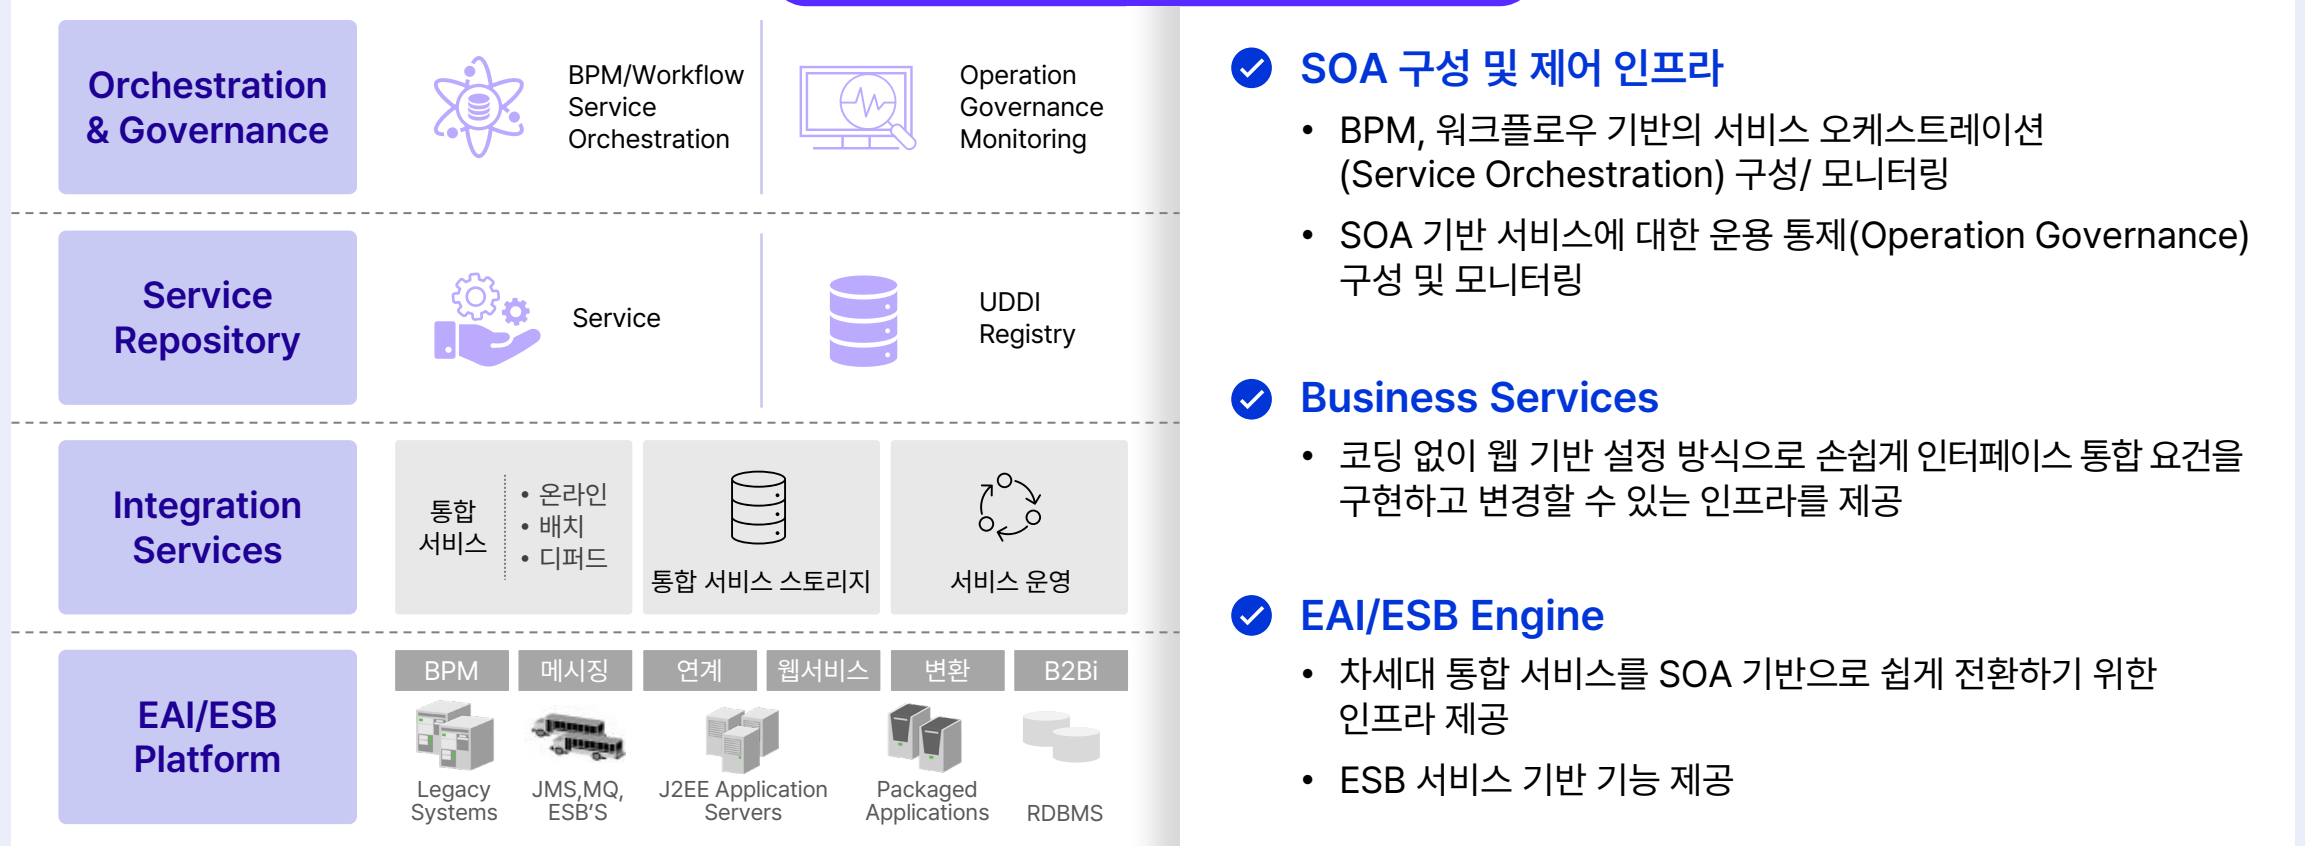 Orchestration
& Governance
BPM/Workflow
Service
Orchestration
Operation
Governance
Monitoring
Service
Repository
Service
UDDI
Registry
Integration
Services
통합
서비스
• 온라인
• 배치
• 디퍼드
통합 서비스 스토리지
서비스 운영
EAI/ESB
Platform
BPM
메시징
연계
웹서비스
변환
B2Bi
Legacy
Systems
JMS,MQ,
ESB'S
J2EE Application
Servers
Packaged
Applications
RDBMS
SOA 구성 및 제어 인프라
• BPM, 워크플로우 기반의 서비스 오케스트레이션
(Service Orchestration) 구성/ 모니터링
• SOA 기반 서비스에 대한 운용 통제(Operation Governance)
구성 및 모니터링
Business Services
• 코딩 없이 웹 기반 설정 방식으로 손쉽게 인터페이스 통합 요건을
구현하고 변경할 수 있는 인프라를 제공
EAI/ESB Engine
• 차세대 통합 서비스를 SOA 기반으로 쉽게 전환하기 위한
인프라 제공
• ESB 서비스 기반 기능 제공